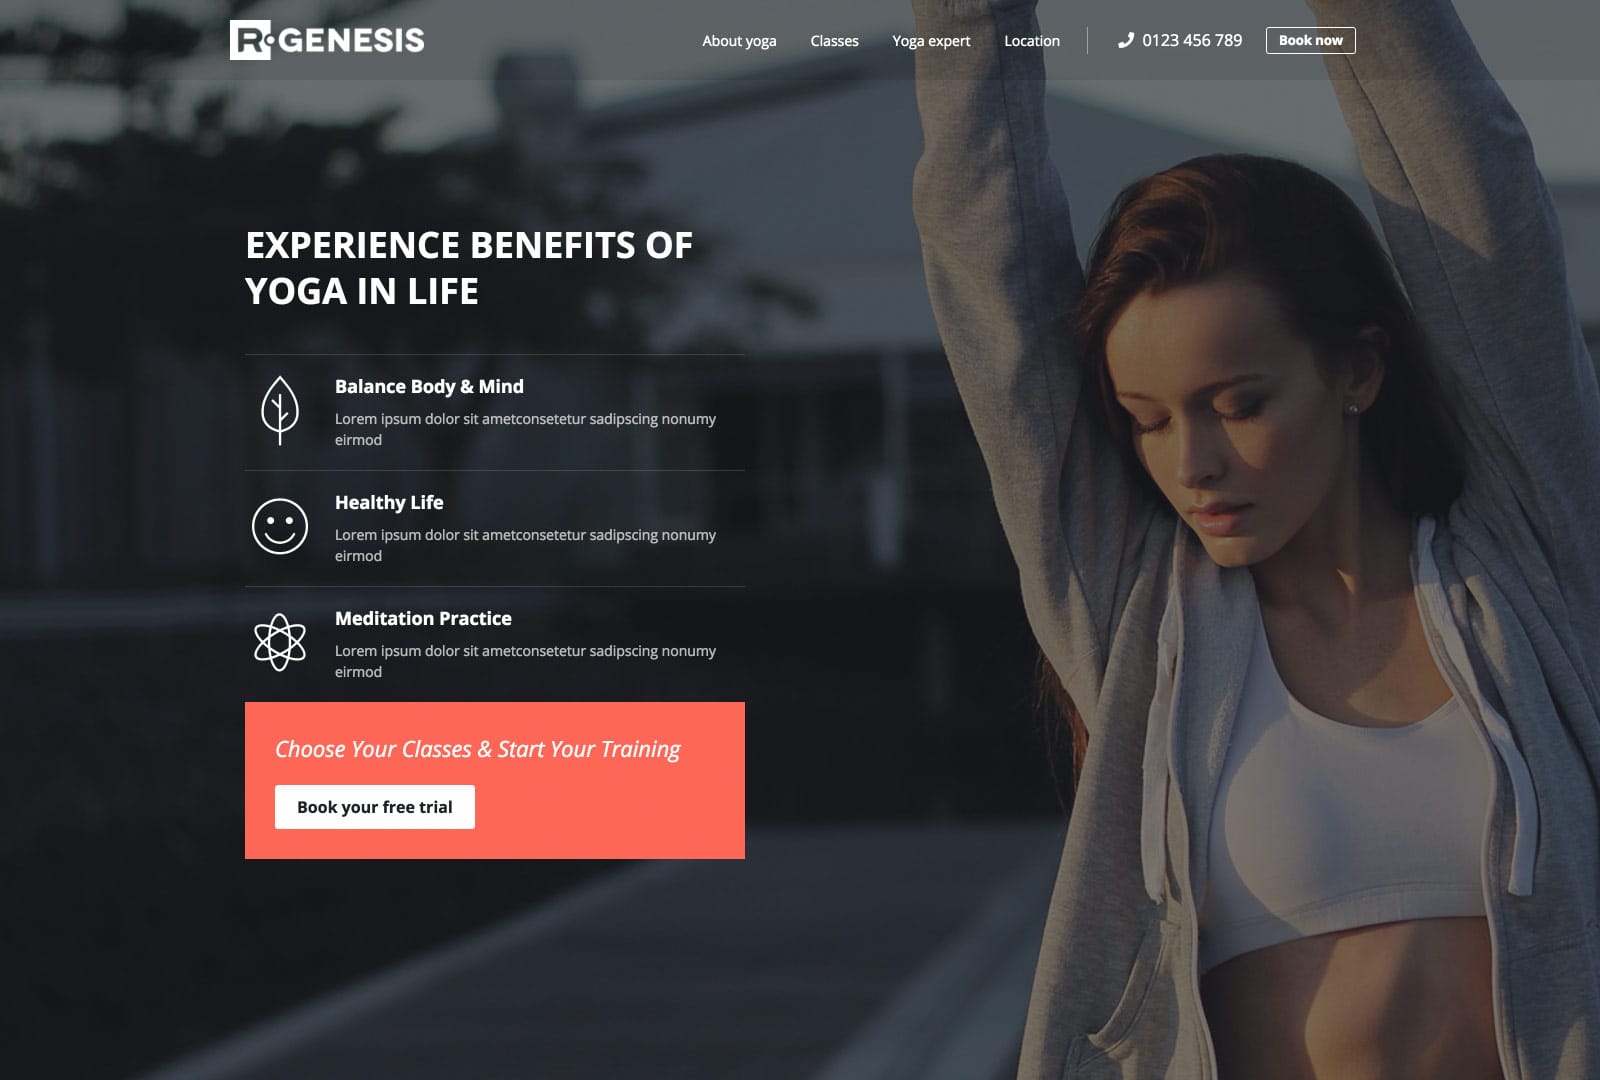 R·GENESIS
About yoga
Classes
Yoga expert
Location
0123 456 789
Book now
EXPERIENCE BENEFITS OF
YOGA IN LIFE
Balance Body & Mind
Lorem ipsum dolor sit ametconsetetur sadipscing nonumy
eirmod
Healthy Life
Lorem ipsum dolor sit ametconsetetur sadipscing nonumy
eirmod
Meditation Practice
Lorem ipsum dolor sit ametconsetetur sadipscing nonumy
eirmod
Choose Your Classes & Start Your Training
Book your free trial